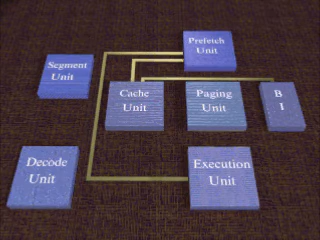 Prefetch
Unit
Segment
Unit
Cache
Unit
Paging
Unit
B
I
Decode
Unit
Execution
Unit